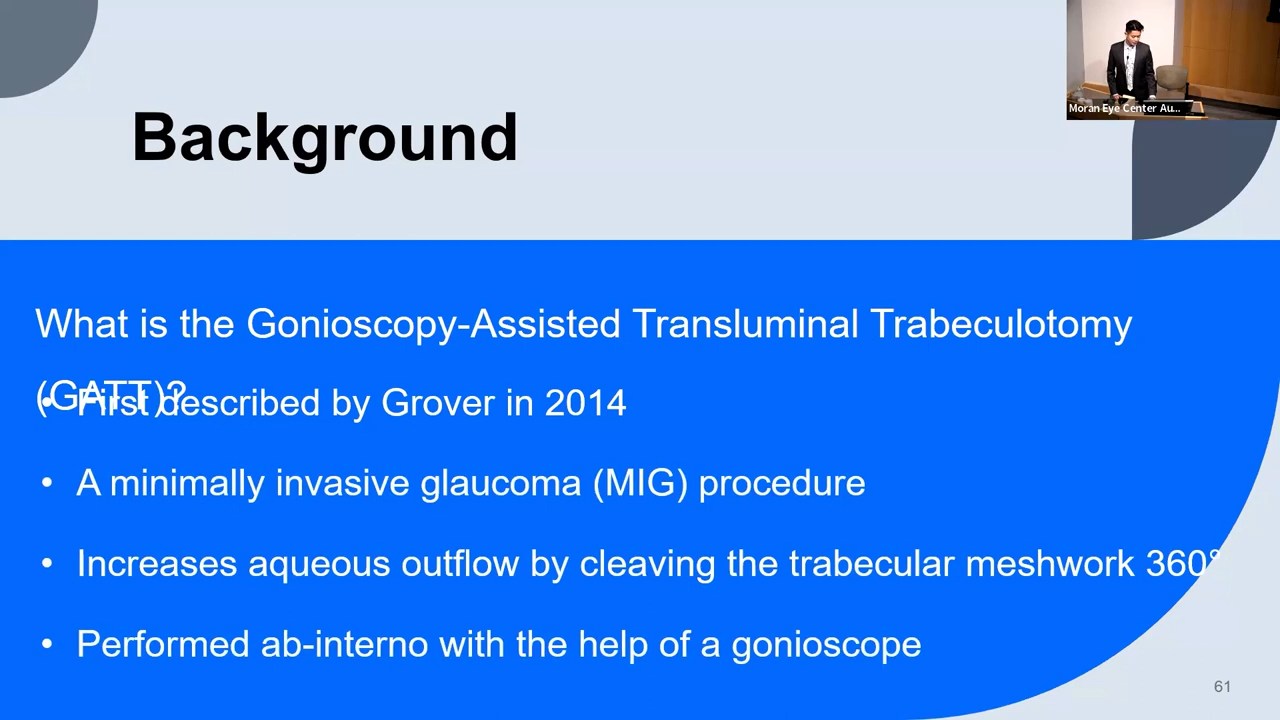 Moran Eye Center Au...
Background
What is the Gonioscopy-Assisted Transluminal Trabeculotomy
(GATT)?
• First described by Grover in 2014
• A minimally invasive glaucoma (MIG) procedure
• Increases aqueous outflow by cleaving the trabecular meshwork 360°
• Performed ab-interno with the help of a gonioscope
61